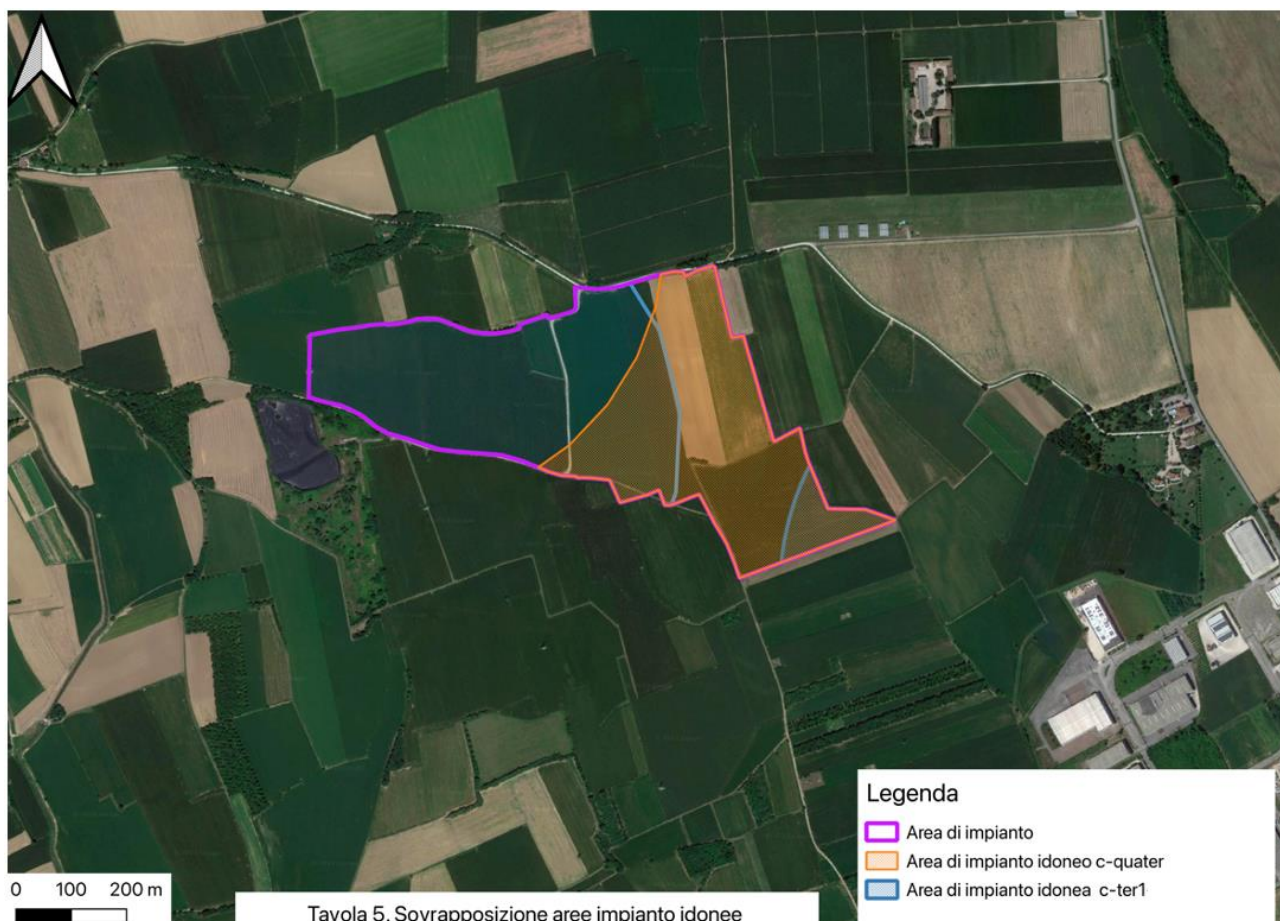 Legenda
Area di impianto
Area di impianto idoneo c-quater
Area di impianto idonea c-ter1
0 100 200 m
Tavola 5. Sovrapposizione aree impianto idonee